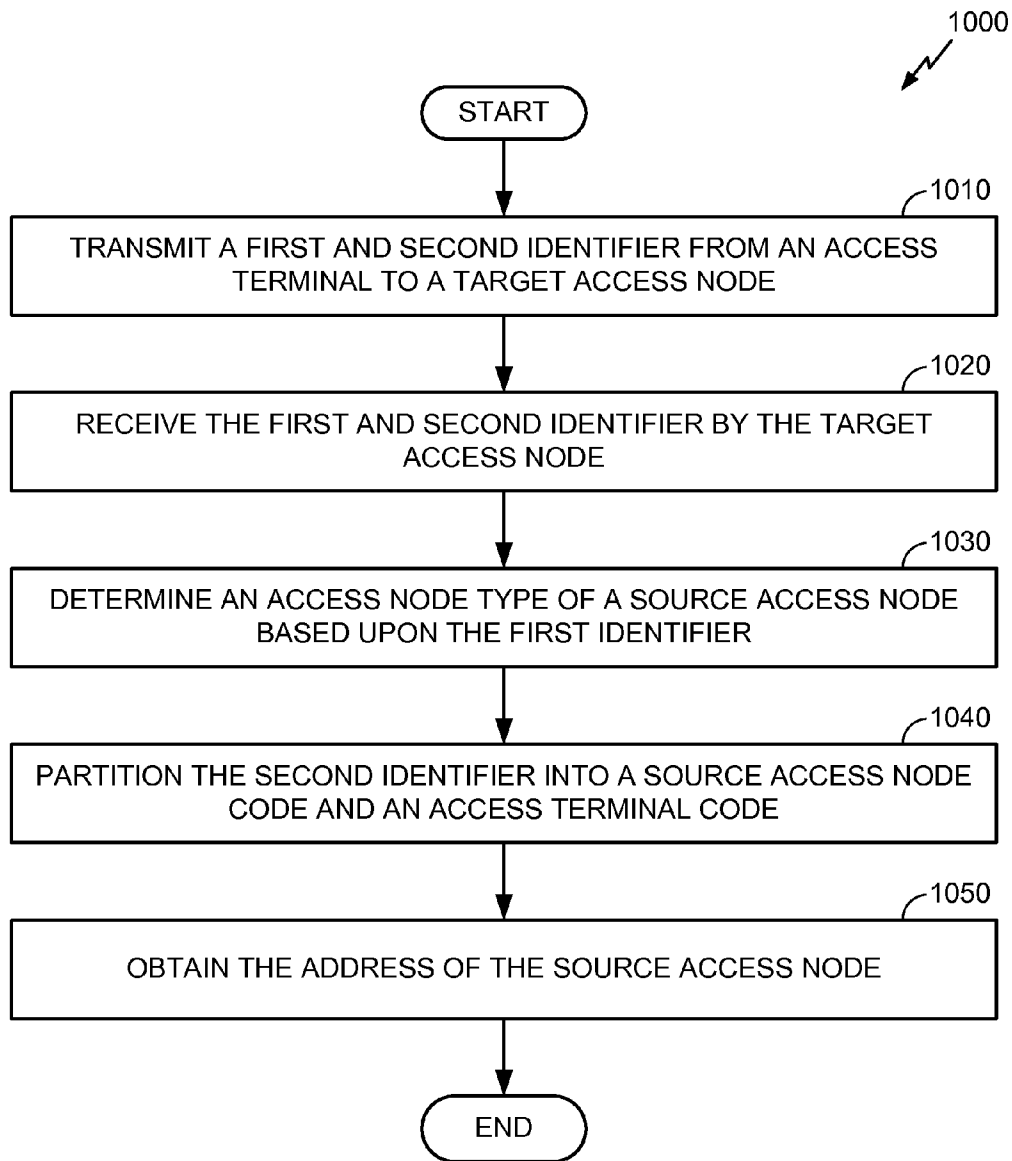 1000
START
1010
TRANSMIT A FIRST AND SECOND IDENTIFIER FROM AN ACCESS
TERMINAL TO A TARGET ACCESS NODE
1020
RECEIVE THE FIRST AND SECOND IDENTIFIER BY THE TARGET
ACCESS NODE
1030
DETERMINE AN ACCESS NODE TYPE OF A SOURCE ACCESS NODE
BASED UPON THE FIRST IDENTIFIER
1040
PARTITION THE SECOND IDENTIFIER INTO A SOURCE ACCESS NODE
CODE AND AN ACCESS TERMINAL CODE
1050
OBTAIN THE ADDRESS OF THE SOURCE ACCESS NODE
END